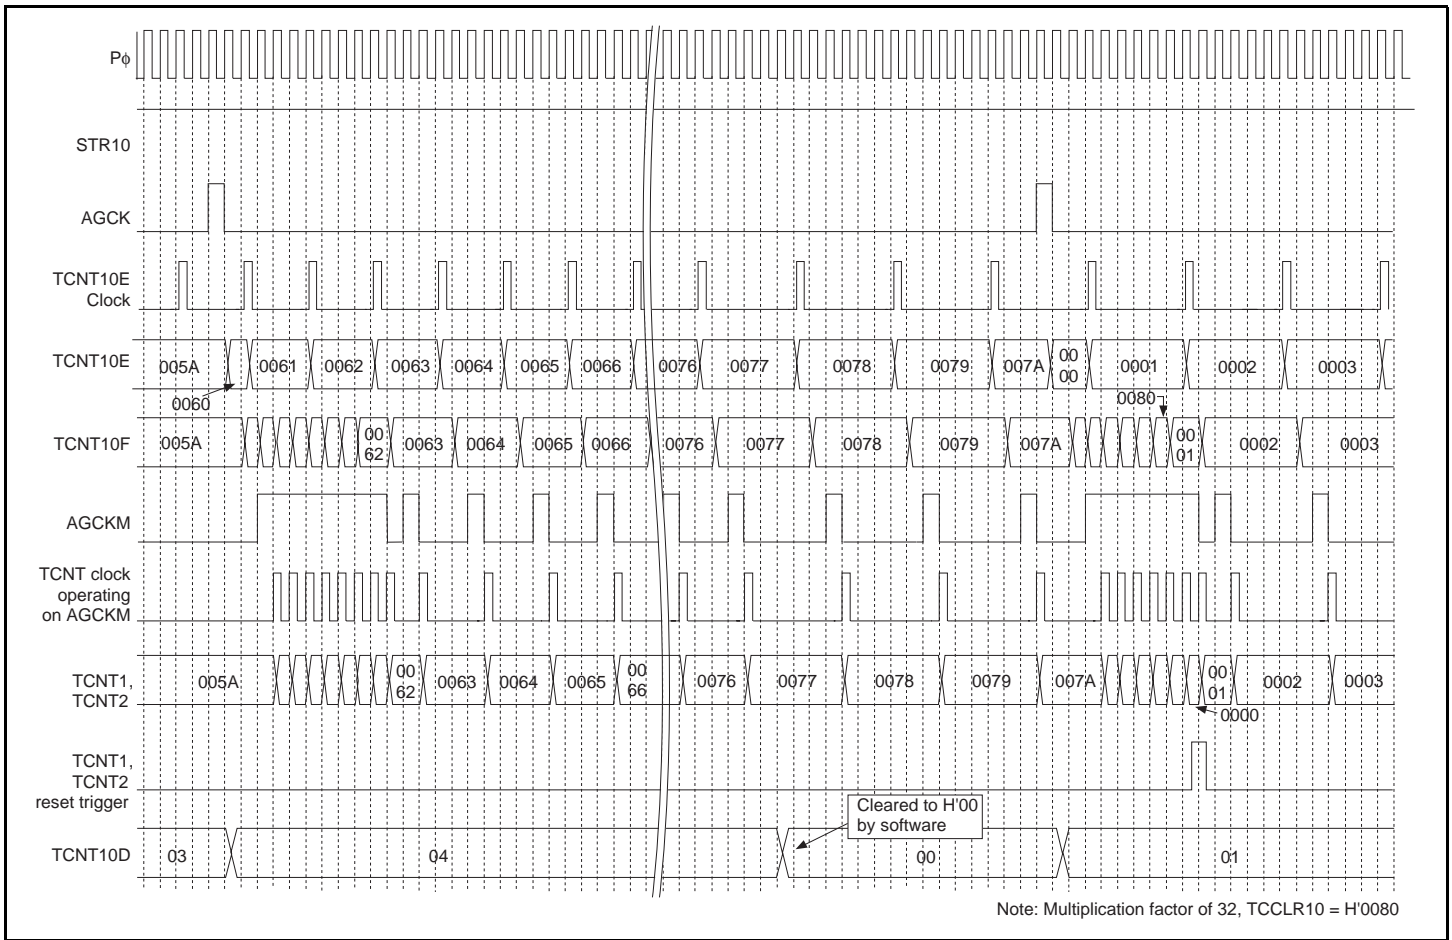 Pϕ
STR10
AGCK
TCNT10E
Clock
TCNT10E
005A
0061
0062
0063
0064
0065
0066
0076
0077
0078
0079
007A
00
00
0001
0002
0003
0060
0080
TCNT10F
005A
00
62
0063
0064
0065
0066
0076
0077
0078
0079
007A
00
01
0002
0003
AGCKM
TCNT clock
operating
on AGCKM
TCNT1,
TCNT2
005A
00
62
0063
0064
0065
00
66
0076
0077
0078
0079
007A
00
01
0002
0003
0000
TCNT1,
TCNT2
reset trigger
Cleared to H'00
by software
TCNT10D
03
04
00
01
Note: Multiplication factor of 32, TCCLR10 = H'0080